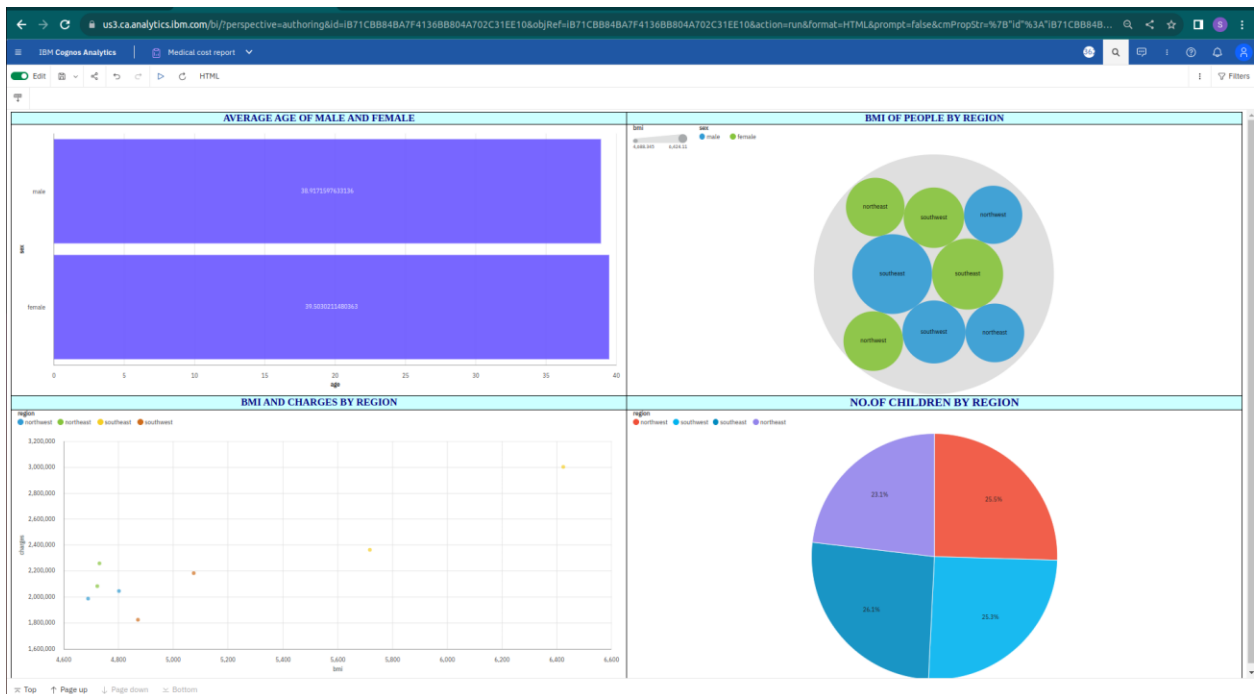 us3.ca.analytics.ibm.com/bi/?perspective=authoring&id=iB71CBB84BA7F4136BB804A702C31EE10&objRef=iB71CBB84BA7F4136BB804A702C31EE10&action=run&format=HTML&prompt=false&cmPropStr=%7B"id"%3A"iB71CBB84B...
IBM Cognos Analytics Medical cost report
Edit HTML Filters
AVERAGE AGE OF MALE AND FEMALE
male
38.9171597633136
female
39.5030211480363
sex
0 5 10 15 20 25 30 35 40
age
BMI OF PEOPLE BY REGION
bmi sex
male female
northeast
southwest
northwest
southeast
southeast
northwest
southwest
northeast
BMI AND CHARGES BY REGION
region
northwest northeast southeast southwest
3,200,000
3,000,000
2,800,000
2,600,000
2,400,000
2,200,000
2,000,000
1,800,000
1,600,000
charges
4,600 4,800 5,000 5,200 5,400 5,600 5,800 6,000 6,200 6,400 6,600
bmi
NO.OF CHILDREN BY REGION
region
northwest southwest southeast northeast
23.1%
25.5%
26.1%
25.3%
Top Page up Page down Bottom